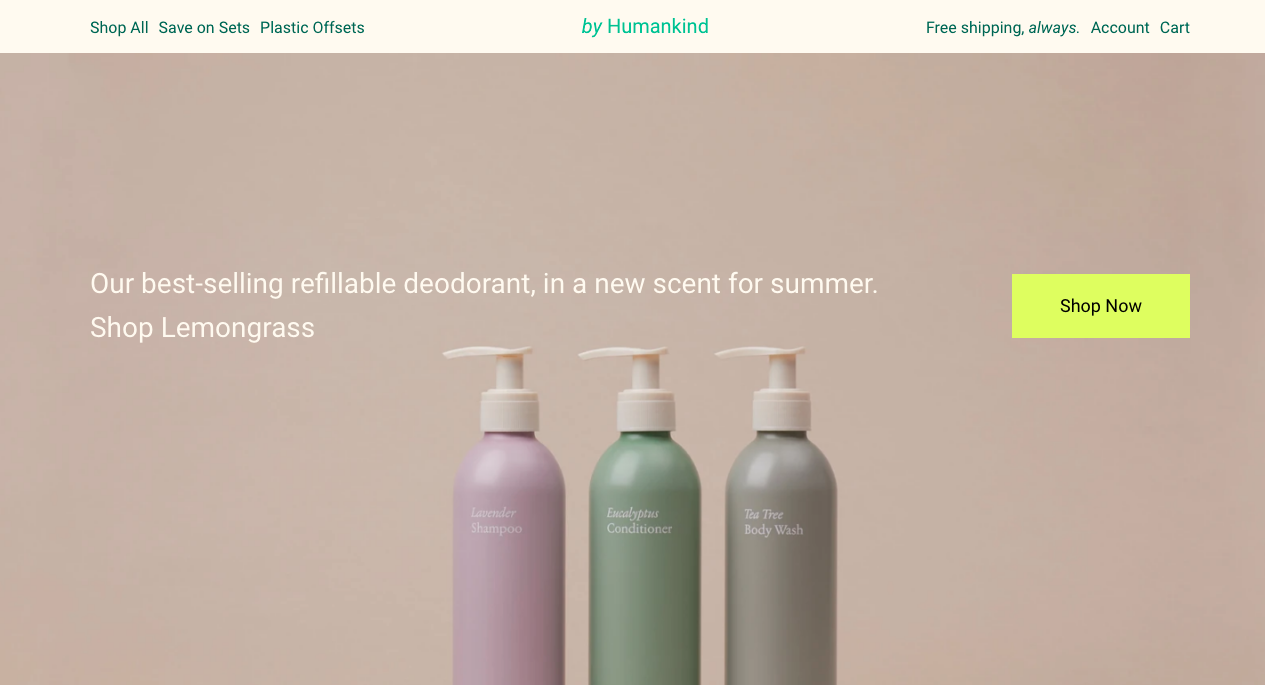 Shop All Save on Sets Plastic Offsets by Humankind Free shipping, always. Account Cart
Our best-selling refillable deodorant, in a new scent for summer.
Shop Lemongrass
Shop Now
Lavender
Shampoo
Eucalyptus
Conditioner
Tea Tree
Body Wash